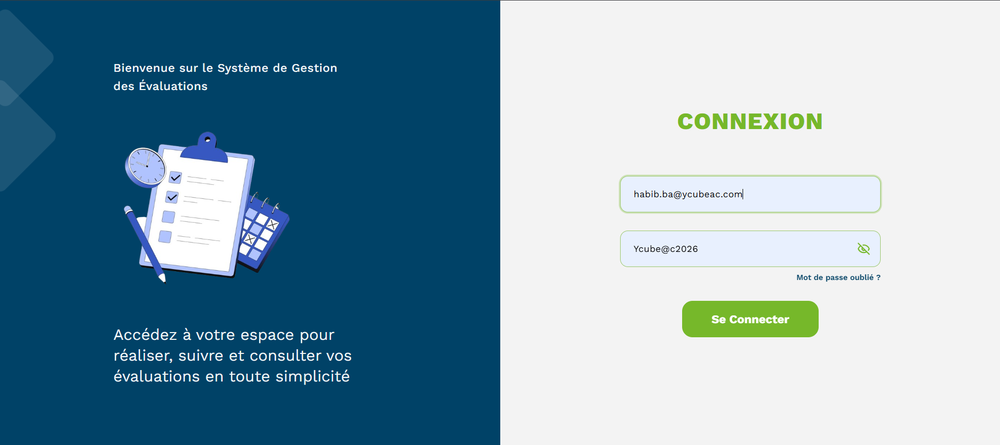 Bienvenue sur le Système de Gestion
des Évaluations
Accédez à votre espace pour
réaliser, suivre et consulter vos
évaluations en toute simplicité
CONNEXION
habib.ba@ycubeac.com
Ycube@c2026
Mot de passe oublié ?
Se Connecter